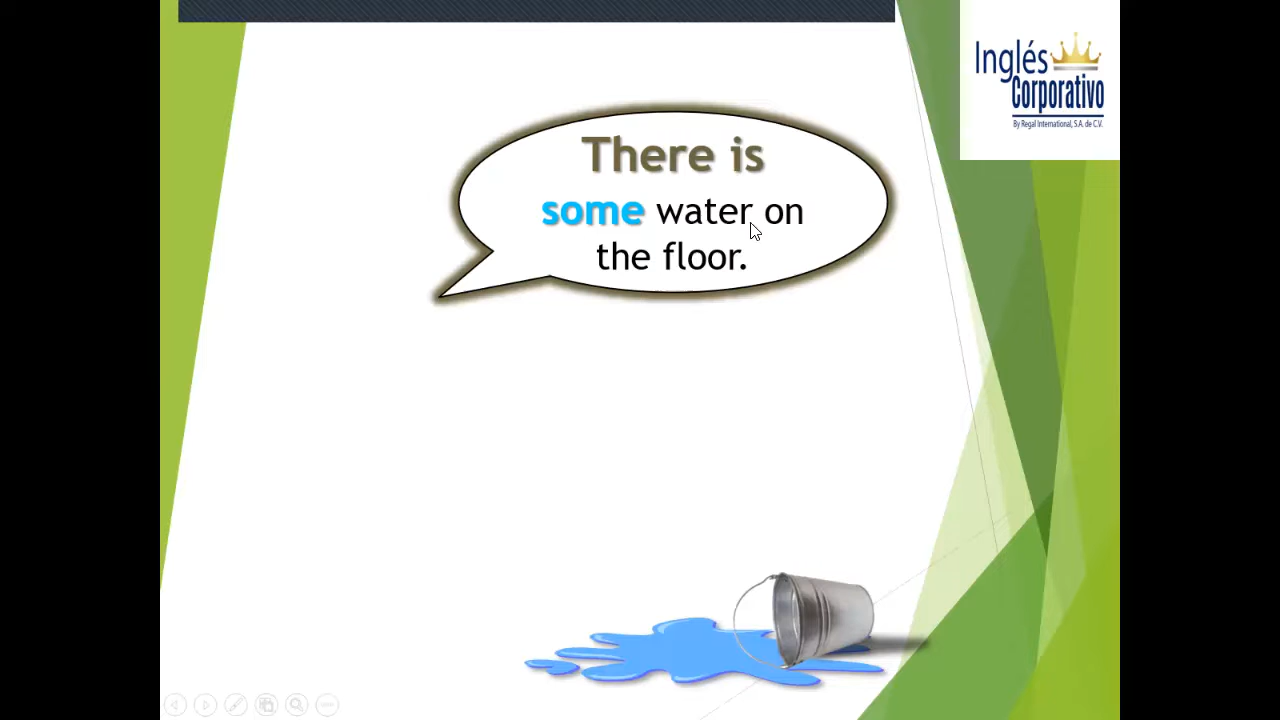 Inglés
Corporativo
By Regal International, S.A. de C.V.
There is
some water on
the floor.